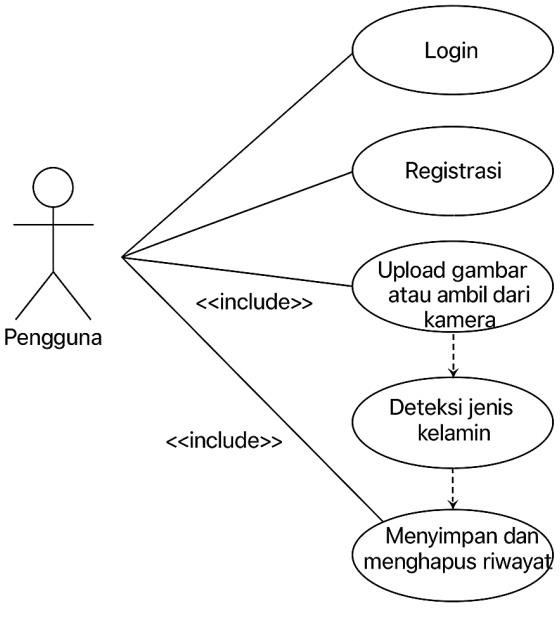 Login
Registrasi
Upload gambar
atau ambil dari
kamera
<<include>>
Pengguna
Deteksi jenis
kelamin
<<include>>
Menyimpan dan
menghapus riwayat